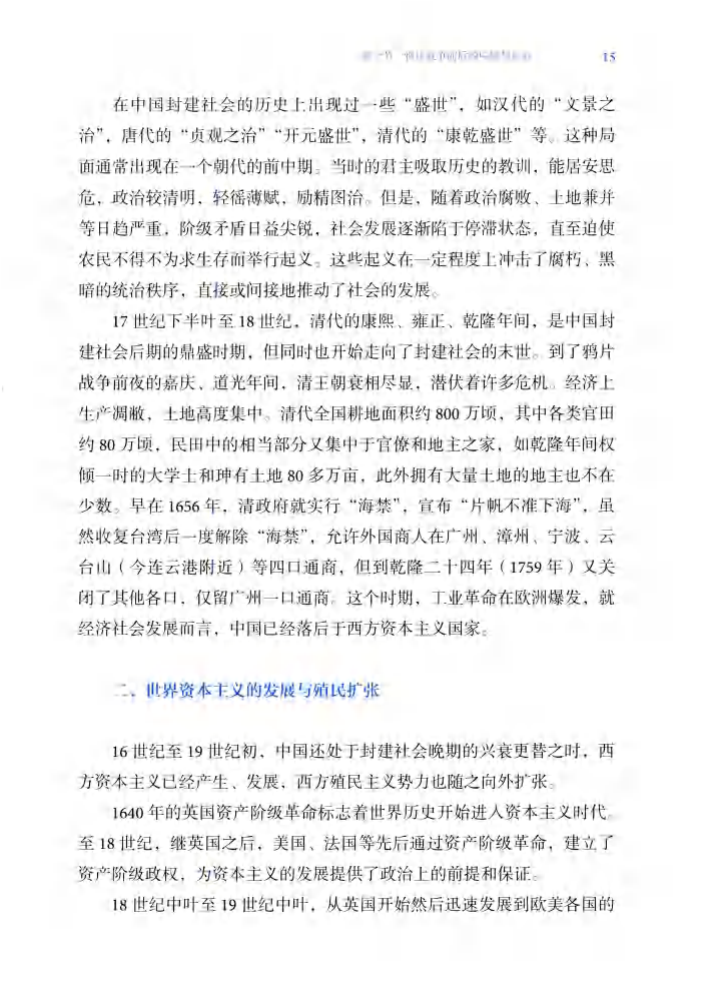 15
在中国封建社会的历史上出现过一些“盛世”，如汉代的“文景之
治”，唐代的“贞观之治”“开元盛世”，清代的“康乾盛世”等。这种局
面通常出现在一个朝代的前中期。当时的君主吸取历史的教训，能居安思
危，政治较清明，轻徭薄赋，励精图治。但是，随着政治腐败、土地兼并
等日趋严重，阶级矛盾日益尖锐，社会发展逐渐陷于停滞状态，直至迫使
农民不得不为求生存而举行起义。这些起义在一定程度上冲击了腐朽、黑
暗的统治秩序，直接或间接地推动了社会的发展。
17 世纪下半叶至 18 世纪，清代的康熙、雍正、乾隆年间，是中国封
建社会后期的鼎盛时期，但同时也开始走向了封建社会的末世。到了鸦片
战争前夜的嘉庆、道光年间，清王朝衰相尽显，潜伏着许多危机。经济上
生产凋敝，土地高度集中。清代全国耕地面积约 800 万顷，其中各类官田
约 80 万顷，民田中的相当部分又集中于官僚和地主之家，如乾隆年间权
倾一时的大学士和珅有土地 80 多万亩，此外拥有大量土地的地主也不在
少数。早在 1656 年，清政府就实行“海禁”，宣布“片帆不准下海”，虽
然收复台湾后一度解除“海禁”，允许外国商人在广州、漳州、宁波、云
台山（今连云港附近）等四口通商，但到乾隆二十四年（1759 年）又关
闭了其他各口，仅留广州一口通商。这个时期，工业革命在欧洲爆发，就
经济社会发展而言，中国已经落后于西方资本主义国家。
二、世界资本主义的发展与殖民扩张
16 世纪至 19 世纪初，中国还处于封建社会晚期的兴衰更替之时，西
方资本主义已经产生、发展，西方殖民主义势力也随之向外扩张。
1640 年的英国资产阶级革命标志着世界历史开始进入资本主义时代。
至 18 世纪，继英国之后，美国、法国等先后通过资产阶级革命，建立了
资产阶级政权，为资本主义的发展提供了政治上的前提和保证。
18 世纪中叶至 19 世纪中叶，从英国开始然后迅速发展到欧美各国的